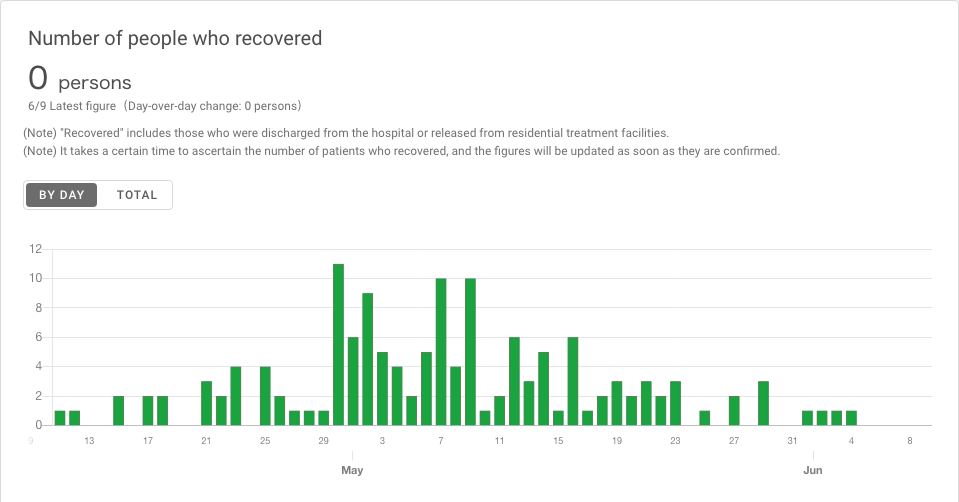 Number of people who recovered
0 persons
6/9 Latest figure（Day-over-day change: 0 persons）
(Note) "Recovered" includes those who were discharged from the hospital or released from residential treatment facilities.
(Note) It takes a certain time to ascertain the number of patients who recovered, and the figures will be updated as soon as they are confirmed.
BY DAY TOTAL
12
10
8
6
4
2
0
9 13 17 21 25 29 3 7 11 15 19 23 27 31 4 8
May Jun